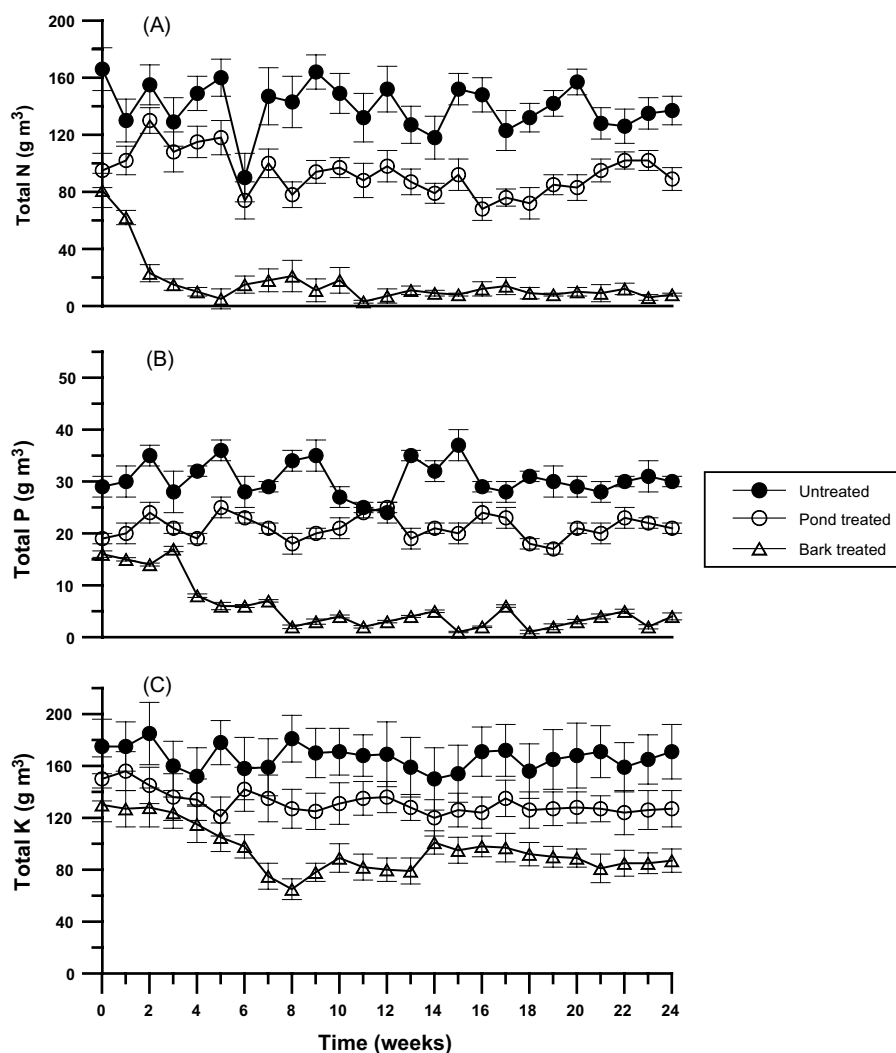 (A)
Total N (g m³)
200
160
120
80
40
0
(B)
Total P (g m³)
50
40
30
20
10
0
Untreated
Pond treated
Bark treated
(C)
Total K (g m³)
200
160
120
80
40
0
0 2 4 6 8 10 12 14 16 18 20 22 24
Time (weeks)